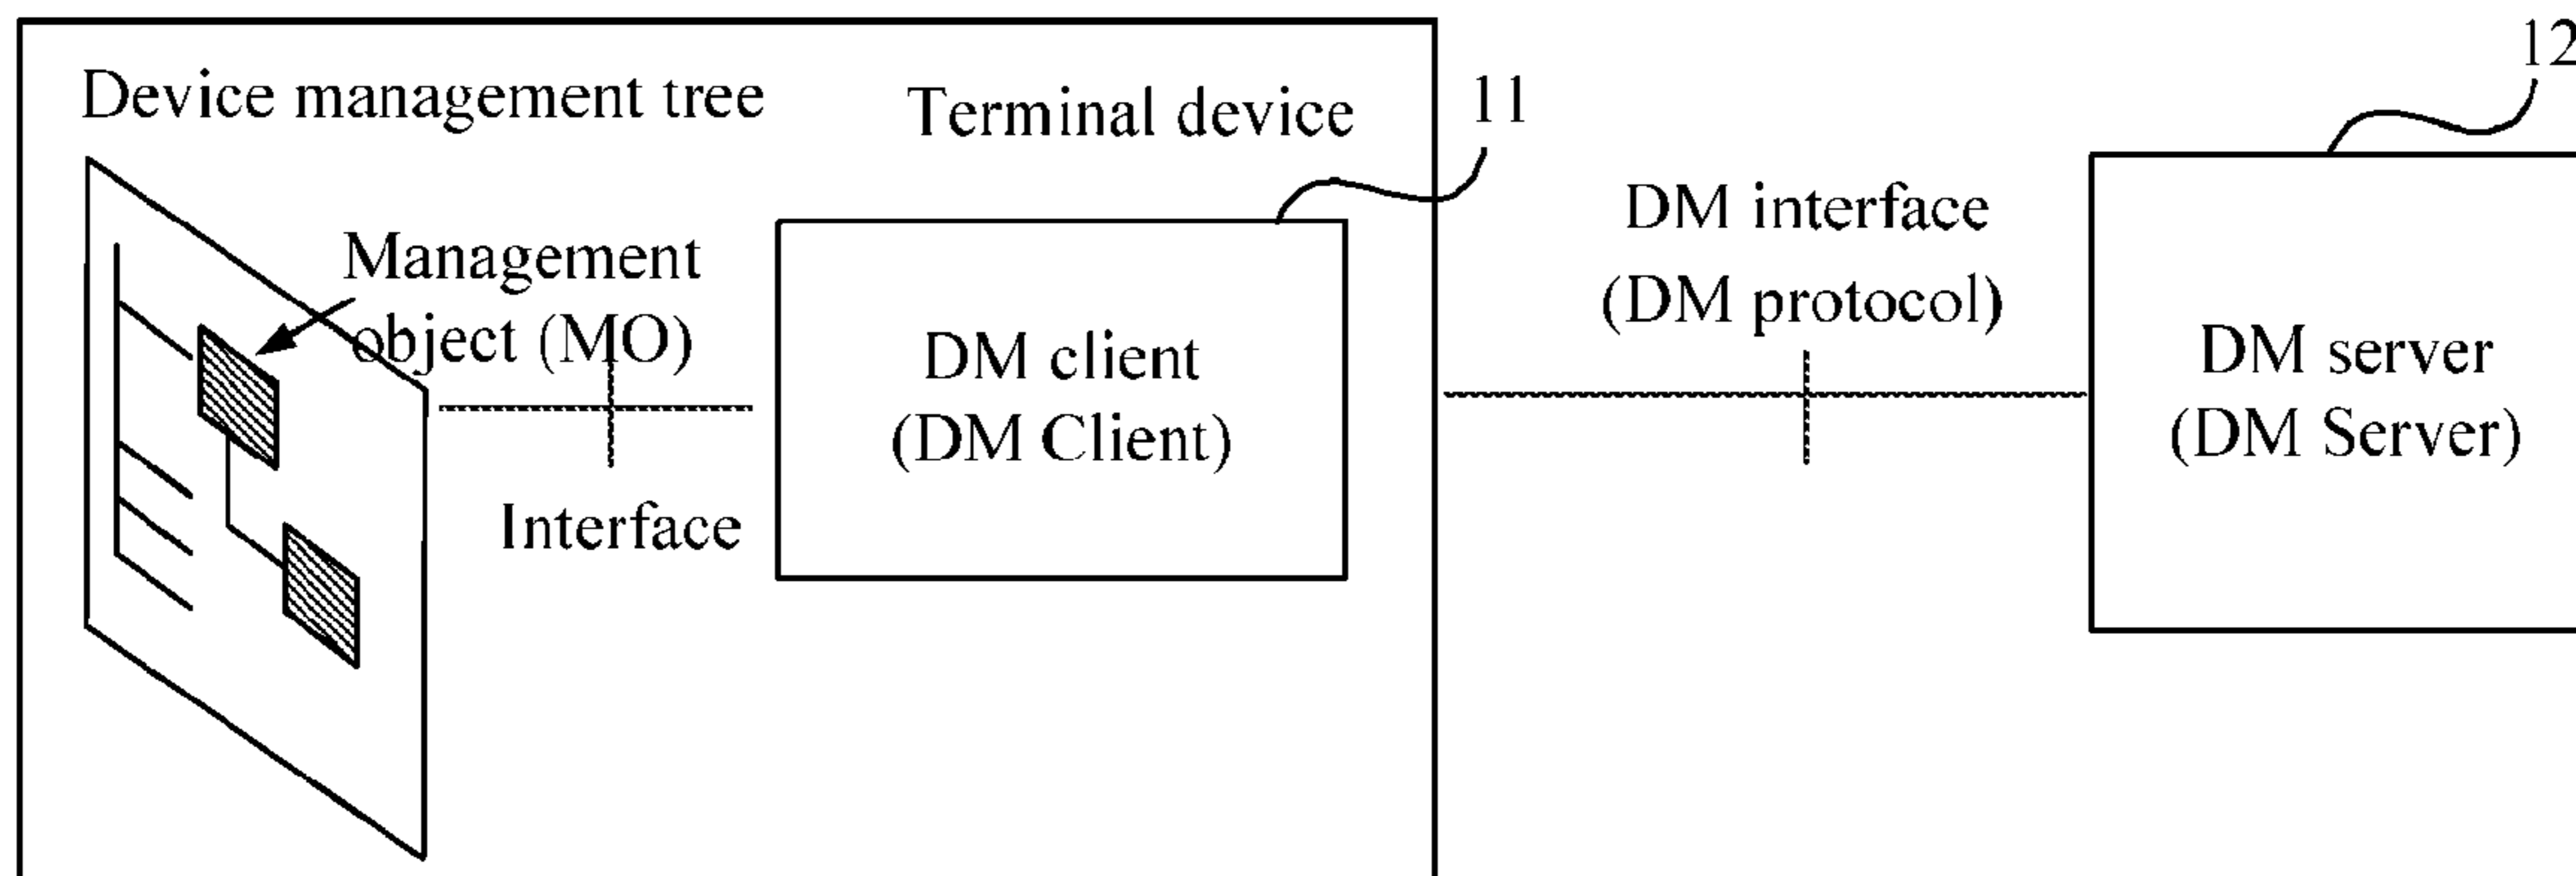 Device management tree
Terminal device
11
12
Management
object (MO)
Interface
DM client
(DM Client)
DM interface
(DM protocol)
DM server
(DM Server)